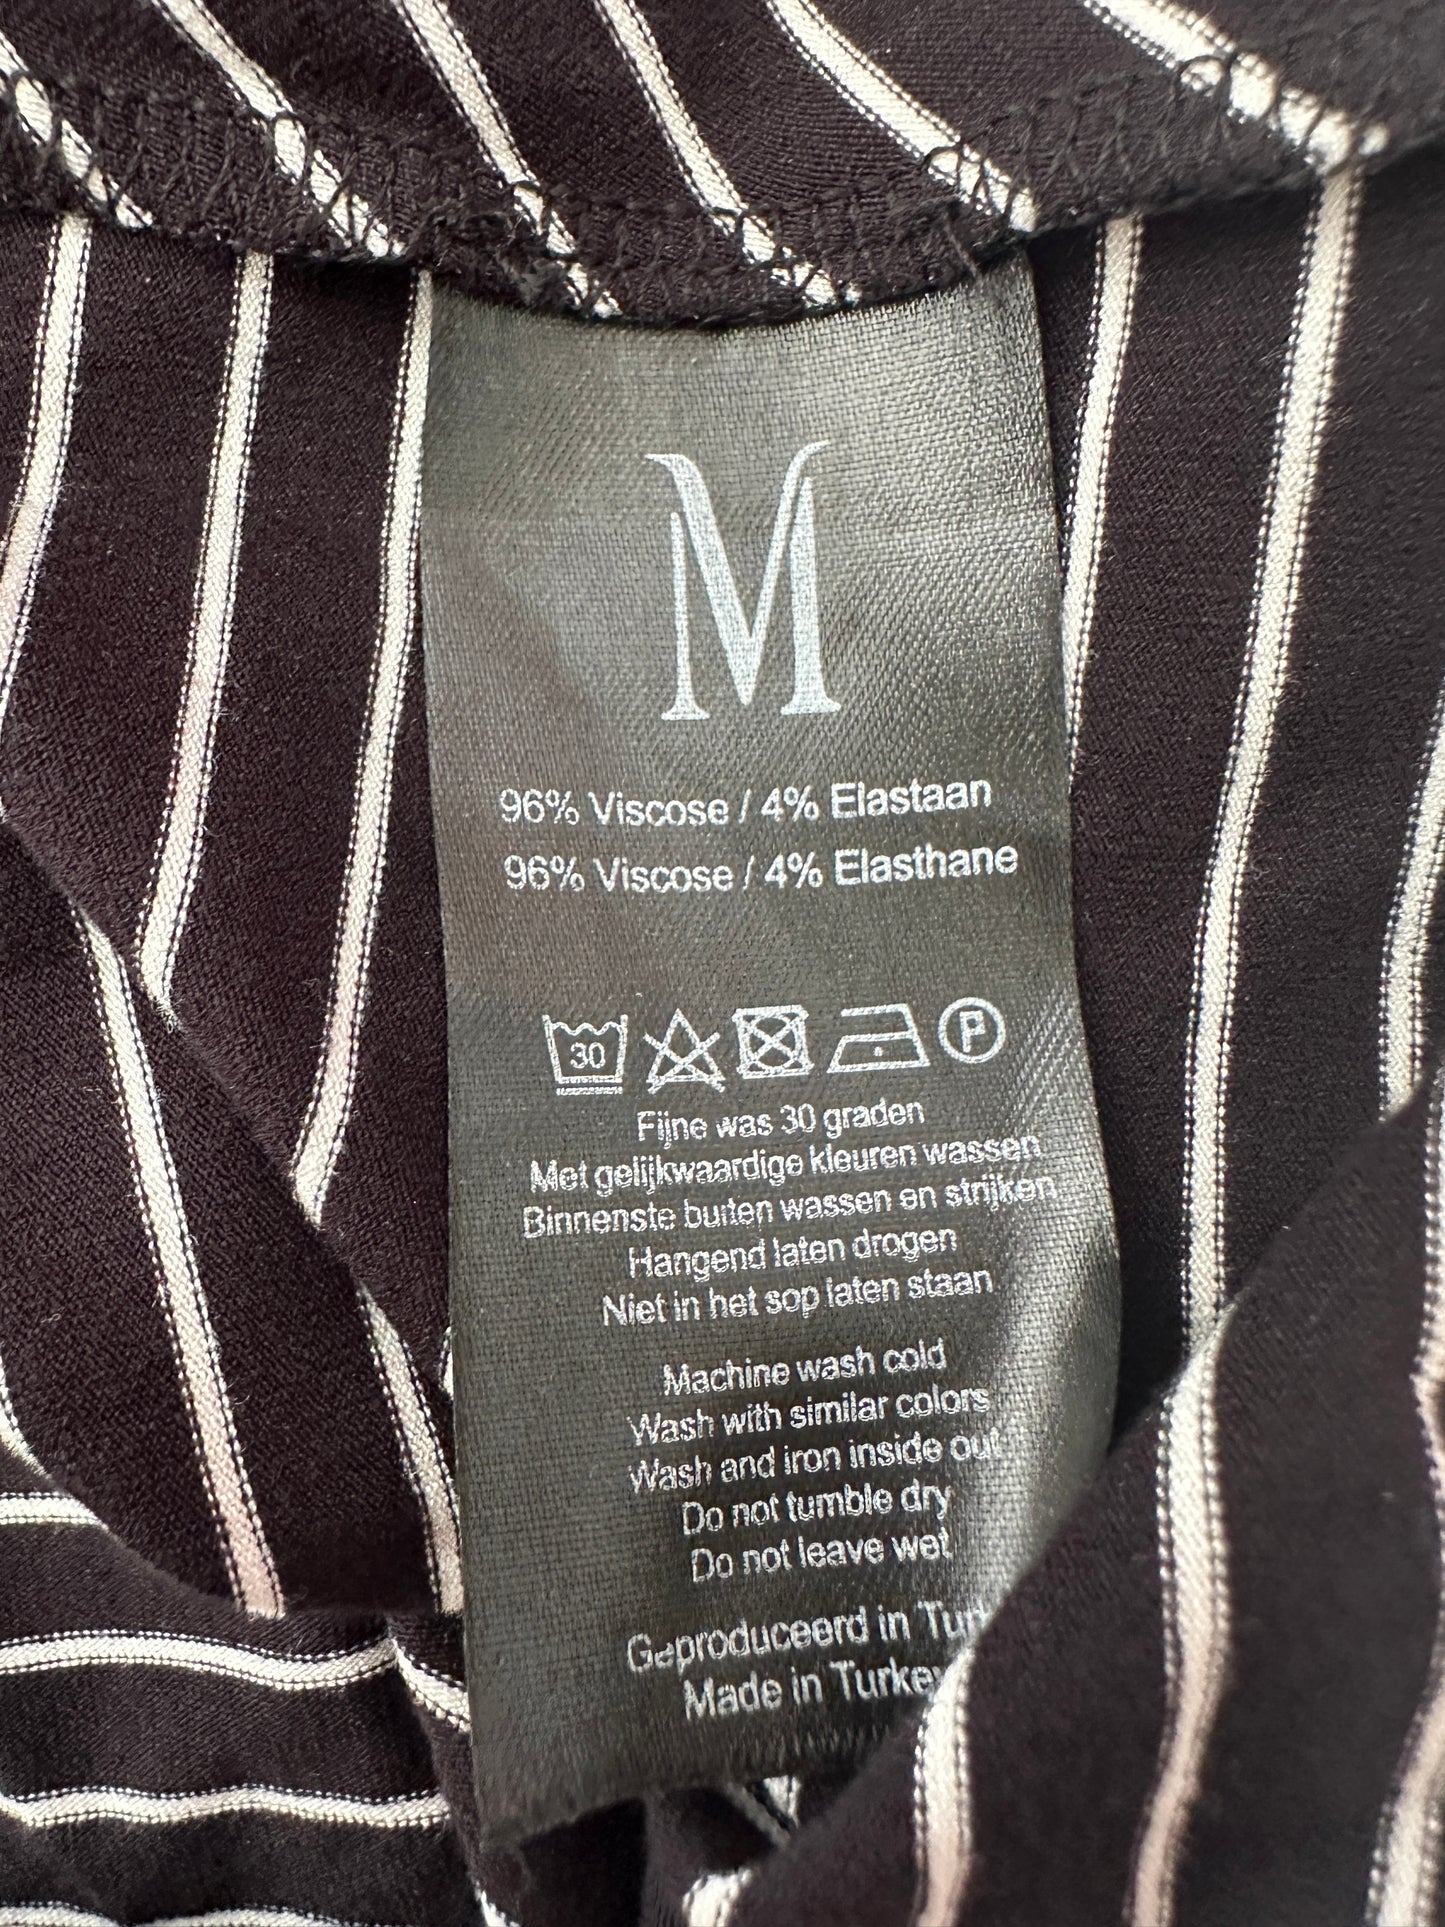 M
96% Viscose / 4% Elastaan
96% Viscose / 4% Elasthane
30 P
Fijne was 30 graden
Met gelijkwaardige kleuren wassen
Binnenste buiten wassen en strijken
Hangend laten drogen
Niet in het sop laten staan
Machine wash cold
Wash with similar colors
Wash and iron inside out
Do not tumble dry
Do not leave wet
Geproduceerd in
Made in Turkey